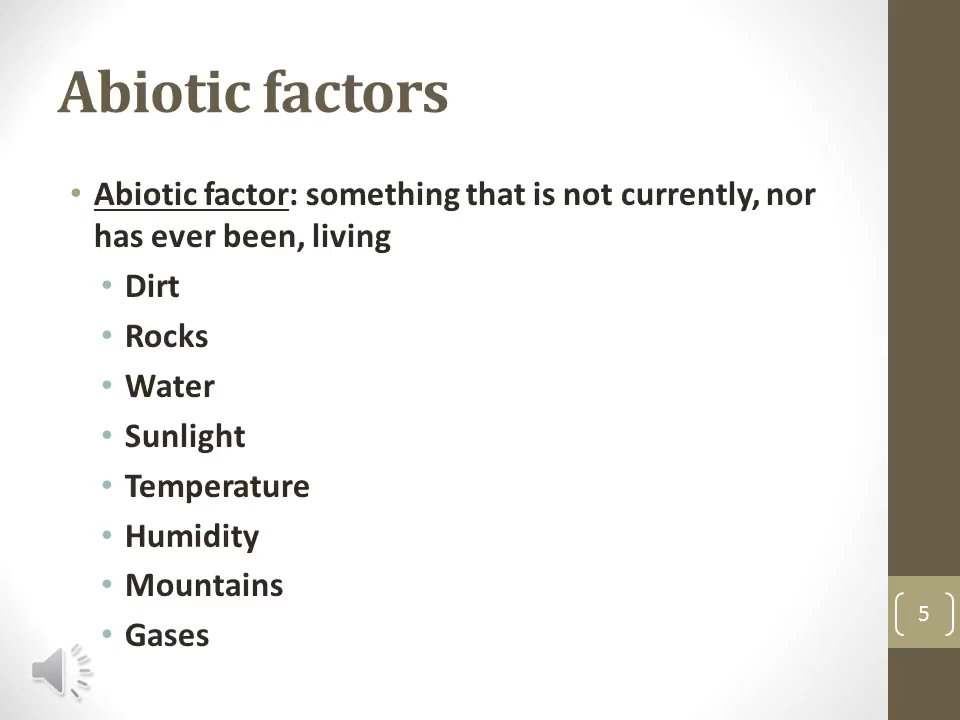 Abiotic factors
• Abiotic factor: something that is not currently, nor
has ever been, living
• Dirt
• Rocks
• Water
• Sunlight
• Temperature
• Humidity
• Mountains
• Gases
5